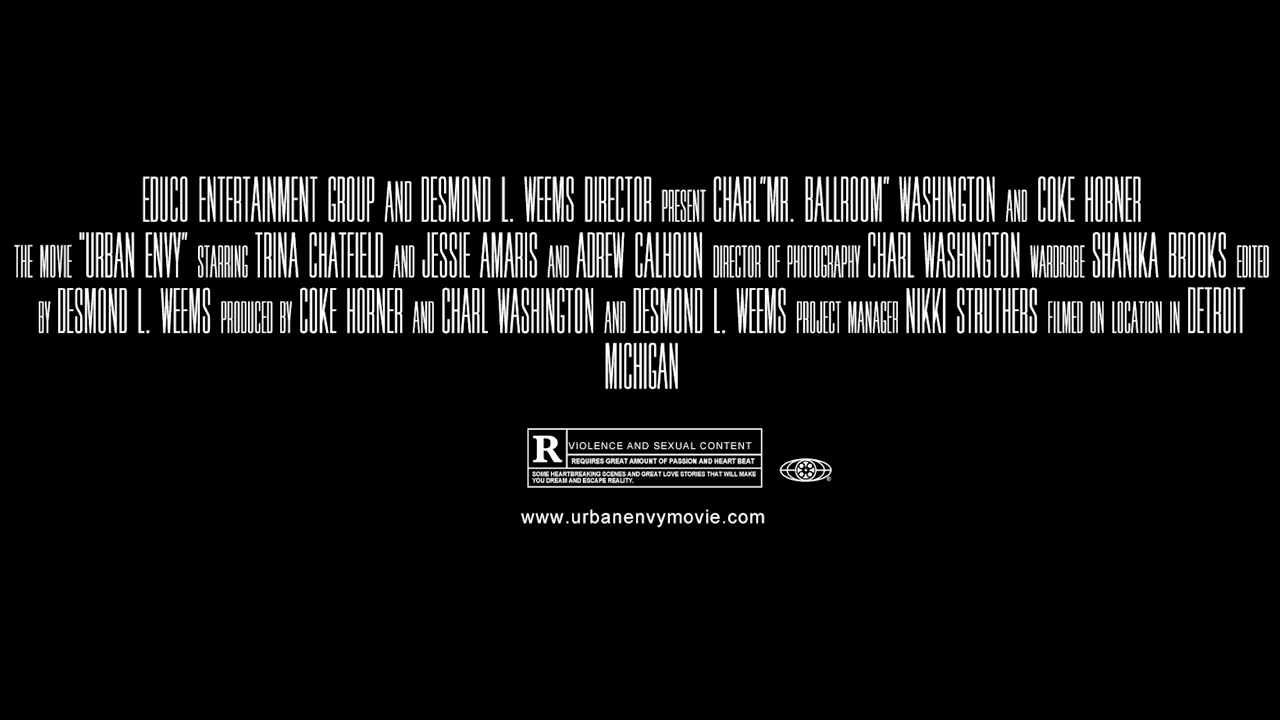 EDUCO ENTERTAINMENT GROUP AND DESMOND L. WEEMS DIRECTOR PRESENT CHARL"MR. BALLROOM" WASHINGTON AND COKE HORNER
THE MOVIE "URBAN ENVY" STARRING TRINA CHATFIELD AND JESSIE AMARIS AND ADREW CALHOUN DIRECTOR OF PHOTOGRAPHY CHARL WASHINGTON WARDROBE SHANIKA BROOKS EDITED
BY DESMOND L. WEEMS PRODUCED BY COKE HORNER AND CHARL WASHINGTON AND DESMOND L. WEEMS PROJECT MANAGER NIKKI STRUTHERS FILMED ON LOCATION IN DETROIT
MICHIGAN
R VIOLENCE AND SEXUAL CONTENT
REQUIRES GREAT AMOUNT OF PASSION AND HEART BEAT
SOME HEARTBREAKING SCENES AND GREAT LOVE STORIES THAT WILL MAKE
YOU DREAM AND ESCAPE REALITY.
®
www.urbanenvymovie.com